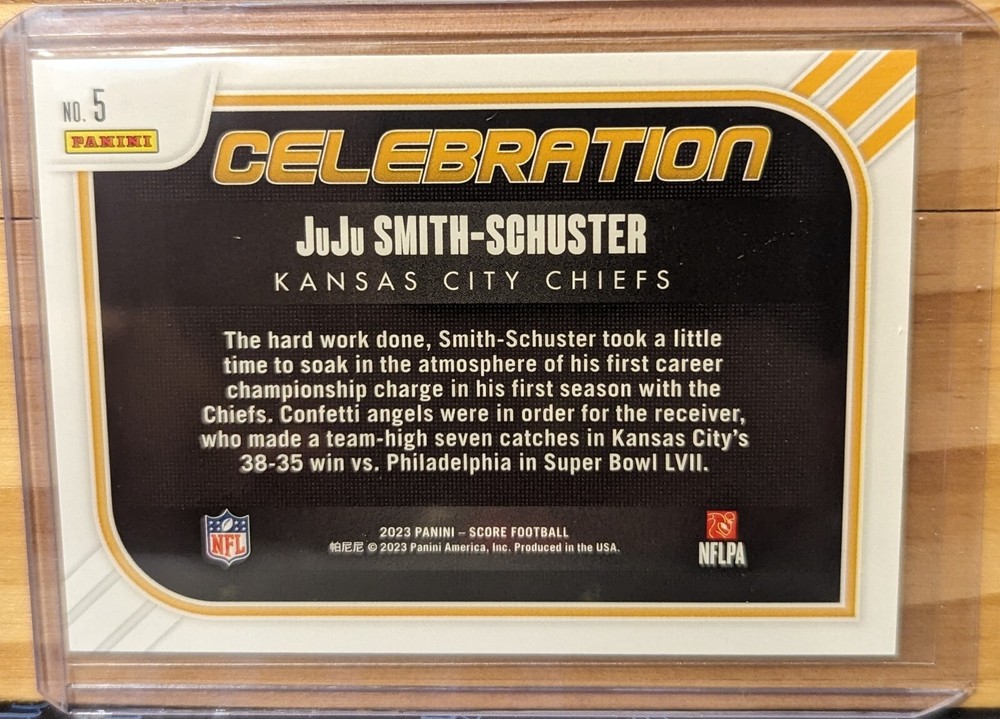 NO. 5
PANINI
CELEBRATION
JuJu SMITH-SCHUSTER
KANSAS CITY CHIEFS
The hard work done, Smith-Schuster took a little
time to soak in the atmosphere of his first career
championship charge in his first season with the
Chiefs. Confetti angels were in order for the receiver,
who made a team-high seven catches in Kansas City's
38-35 win vs. Philadelphia in Super Bowl LVII.
NFL
2023 PANINI – SCORE FOOTBALL
帕尼尼 © 2023 Panini America, Inc. Produced in the USA.
NFLPA